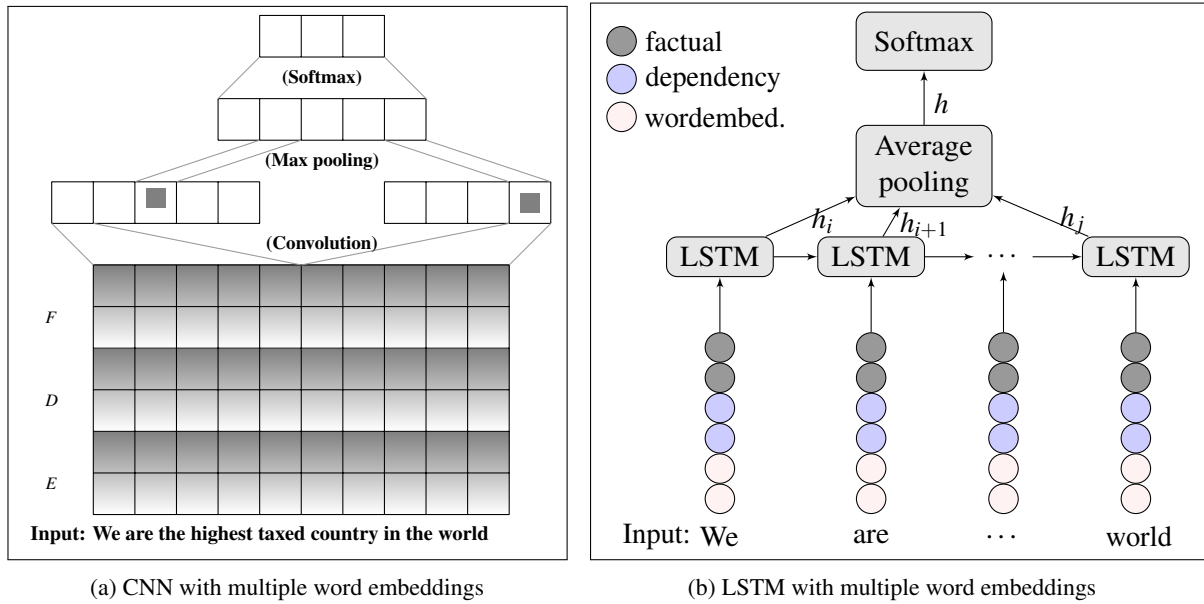 (Softmax)
(Max pooling)
(Convolution)
F
D
E
Input: We are the highest taxed country in the world
(a) CNN with multiple word embeddings
factual
dependency
wordembed.
Softmax
h
Average
pooling
h_i
h_{i+1}
h_j
LSTM LSTM ... LSTM
Input: We are ... world
(b) LSTM with multiple word embeddings